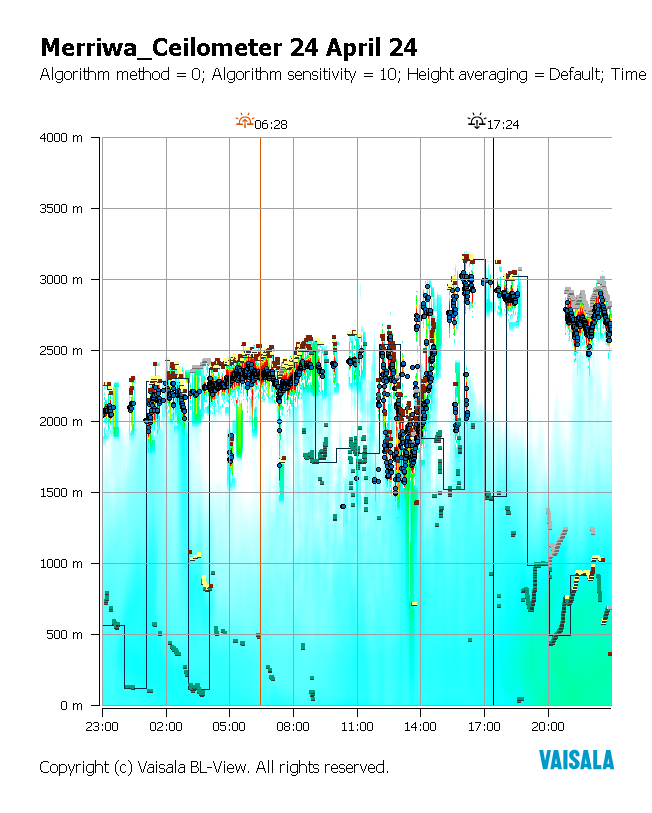 Merriwa_Ceilometer 24 April 24
Algorithm method = 0; Algorithm sensitivity = 10; Height averaging = Default; Time
06:28
17:24
4000 m
3500 m
3000 m
2500 m
2000 m
1500 m
1000 m
500 m
0 m
23:00 02:00 05:00 08:00 11:00 14:00 17:00 20:00
Copyright (c) Vaisala BL-View. All rights reserved.
VAISALA